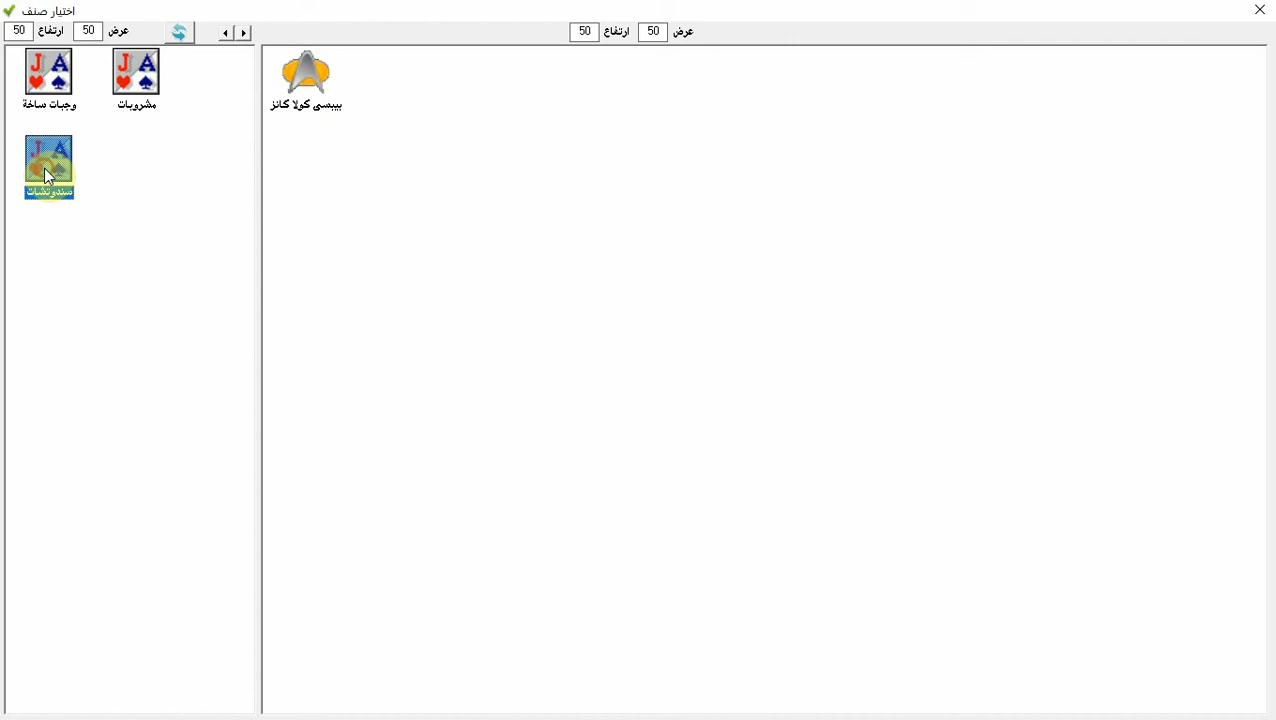 اختيار صنف
50 ارتفاع 50 عرض
50 ارتفاع 50 عرض
وجبات ساخة
مشروبات
سندوتشات
بيبسى كولا كانز